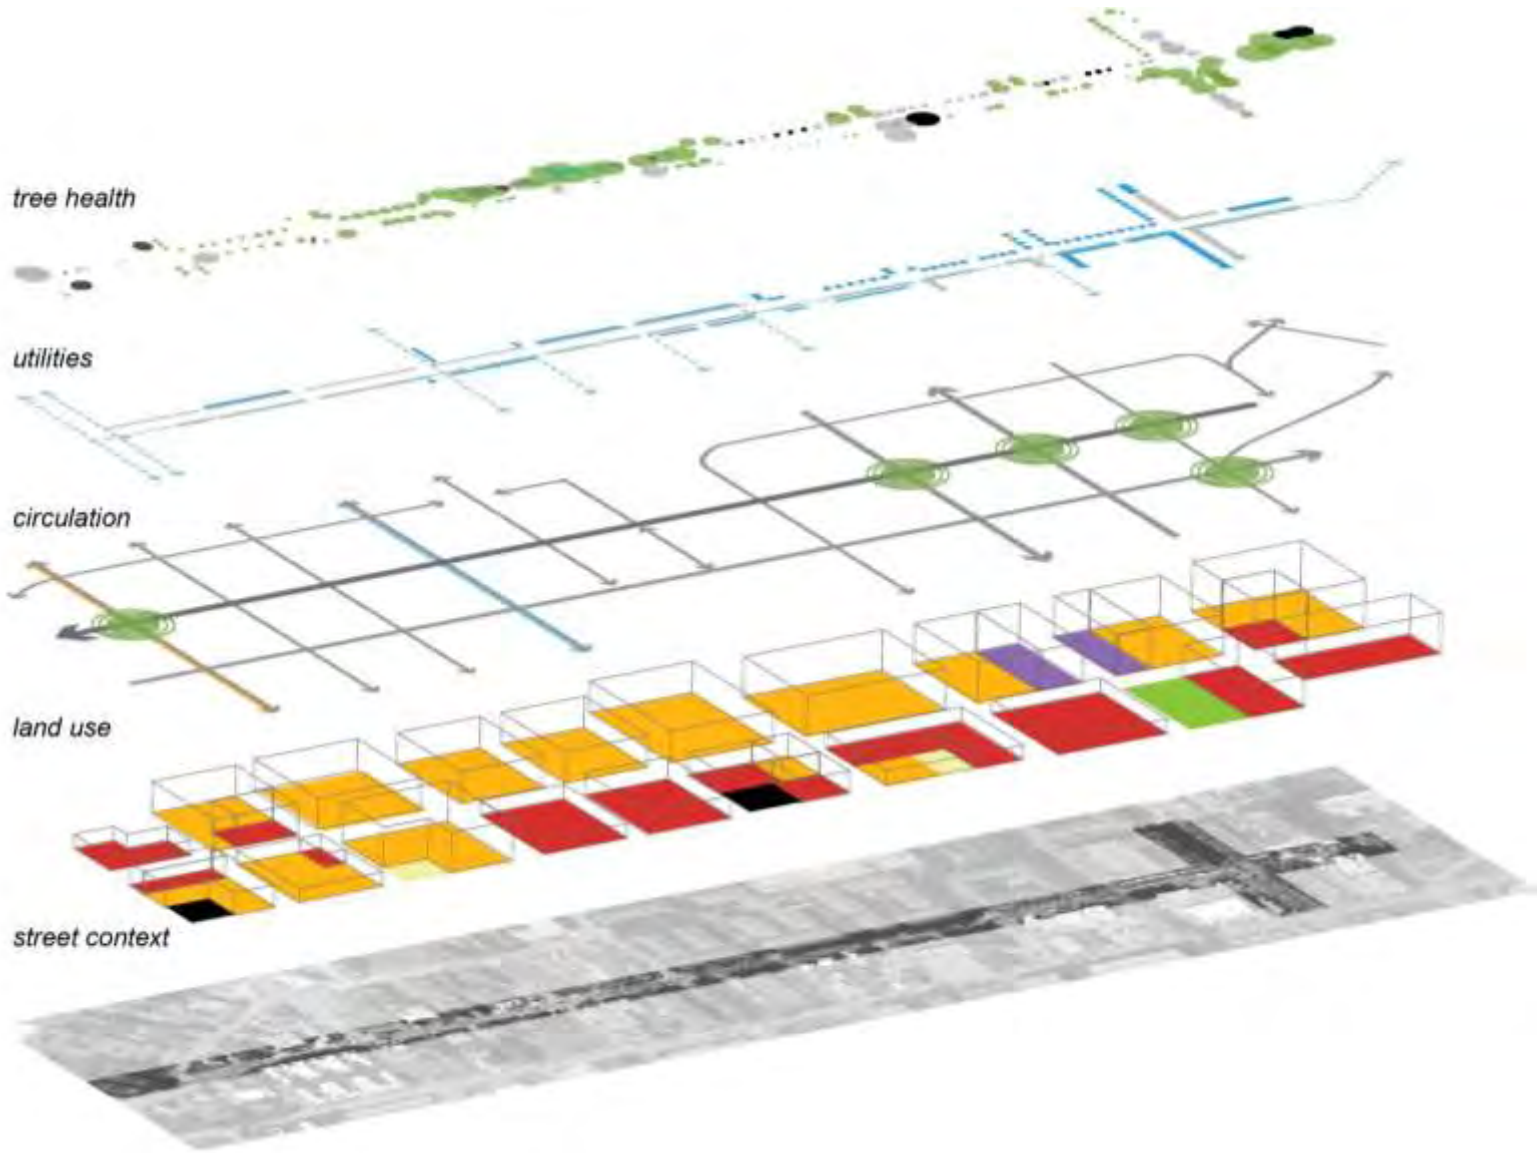 tree health
utilities
circulation
land use
street context